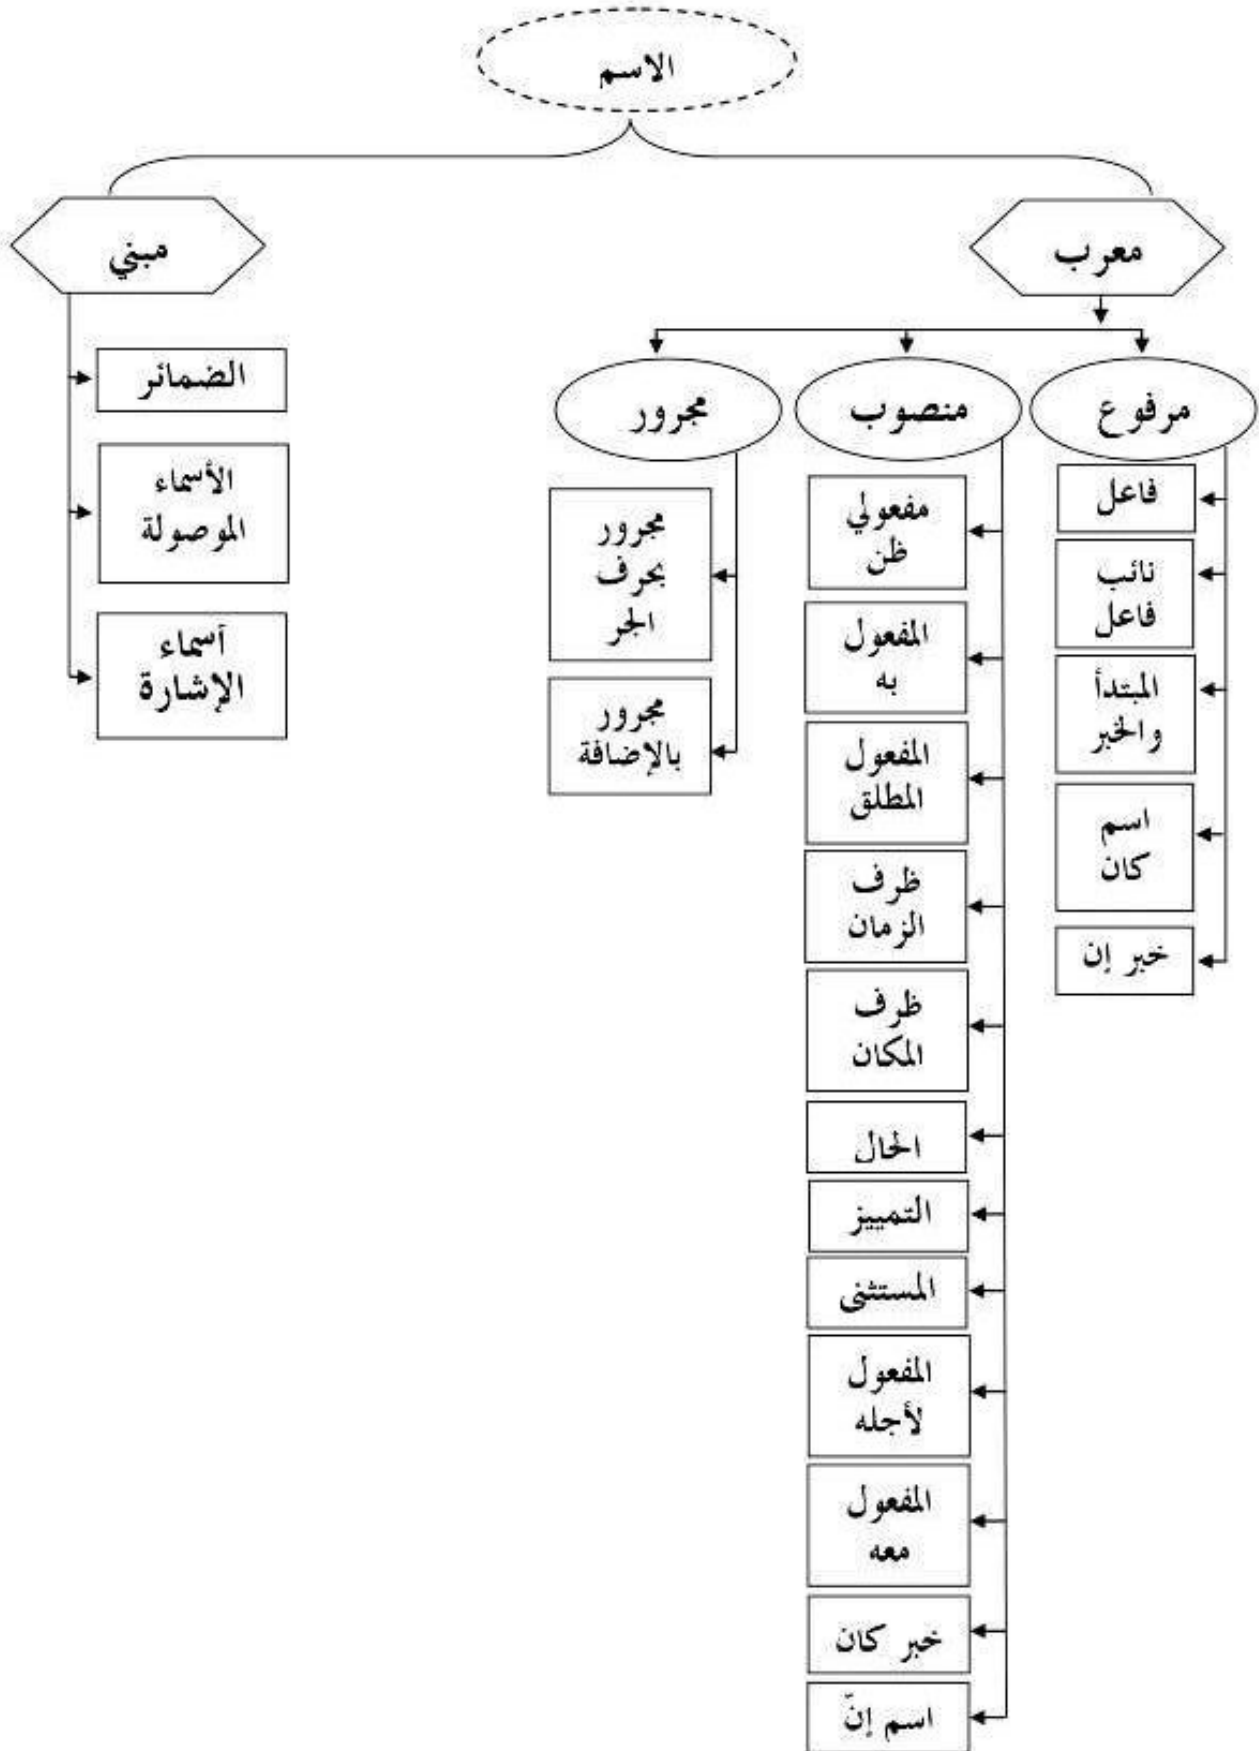 الاسم
معرب
مبني
مرفوع
فاعل
نائب
فاعل
المبتدأ
والخبر
اسم
كان
خبر إن
منصوب
مفعولي
ظن
المفعول
به
المفعول
المطلق
ظرف
الزمان
ظرف
المكان
الحال
التمييز
المستثنى
المفعول
لأجله
المفعول
معه
خبر كان
اسم إنّ
مجرور
مجرور
بحرف
الجر
مجرور
بالإضافة
الضمائر
الأسماء
الموصولة
أسماء
الإشارة